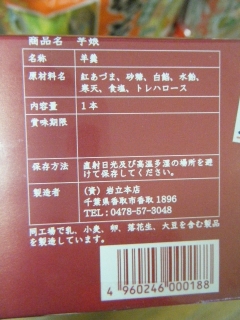 商品名 芋娘
名称 羊羹
原材料名 紅あづま、砂糖、白餡、水飴、
寒天、食塩、トレハロース
内容量 1本
賞味期限
保存方法 直射日光及び高温多湿の場所を避
けて保存してください。
製造者 (資) 岩立本店
千葉県香取市香取1896
TEL:0478-57-3048
同工場で乳、小麦、卵、落花生、大豆を含む製品
を製造しています。
4 960246 000188